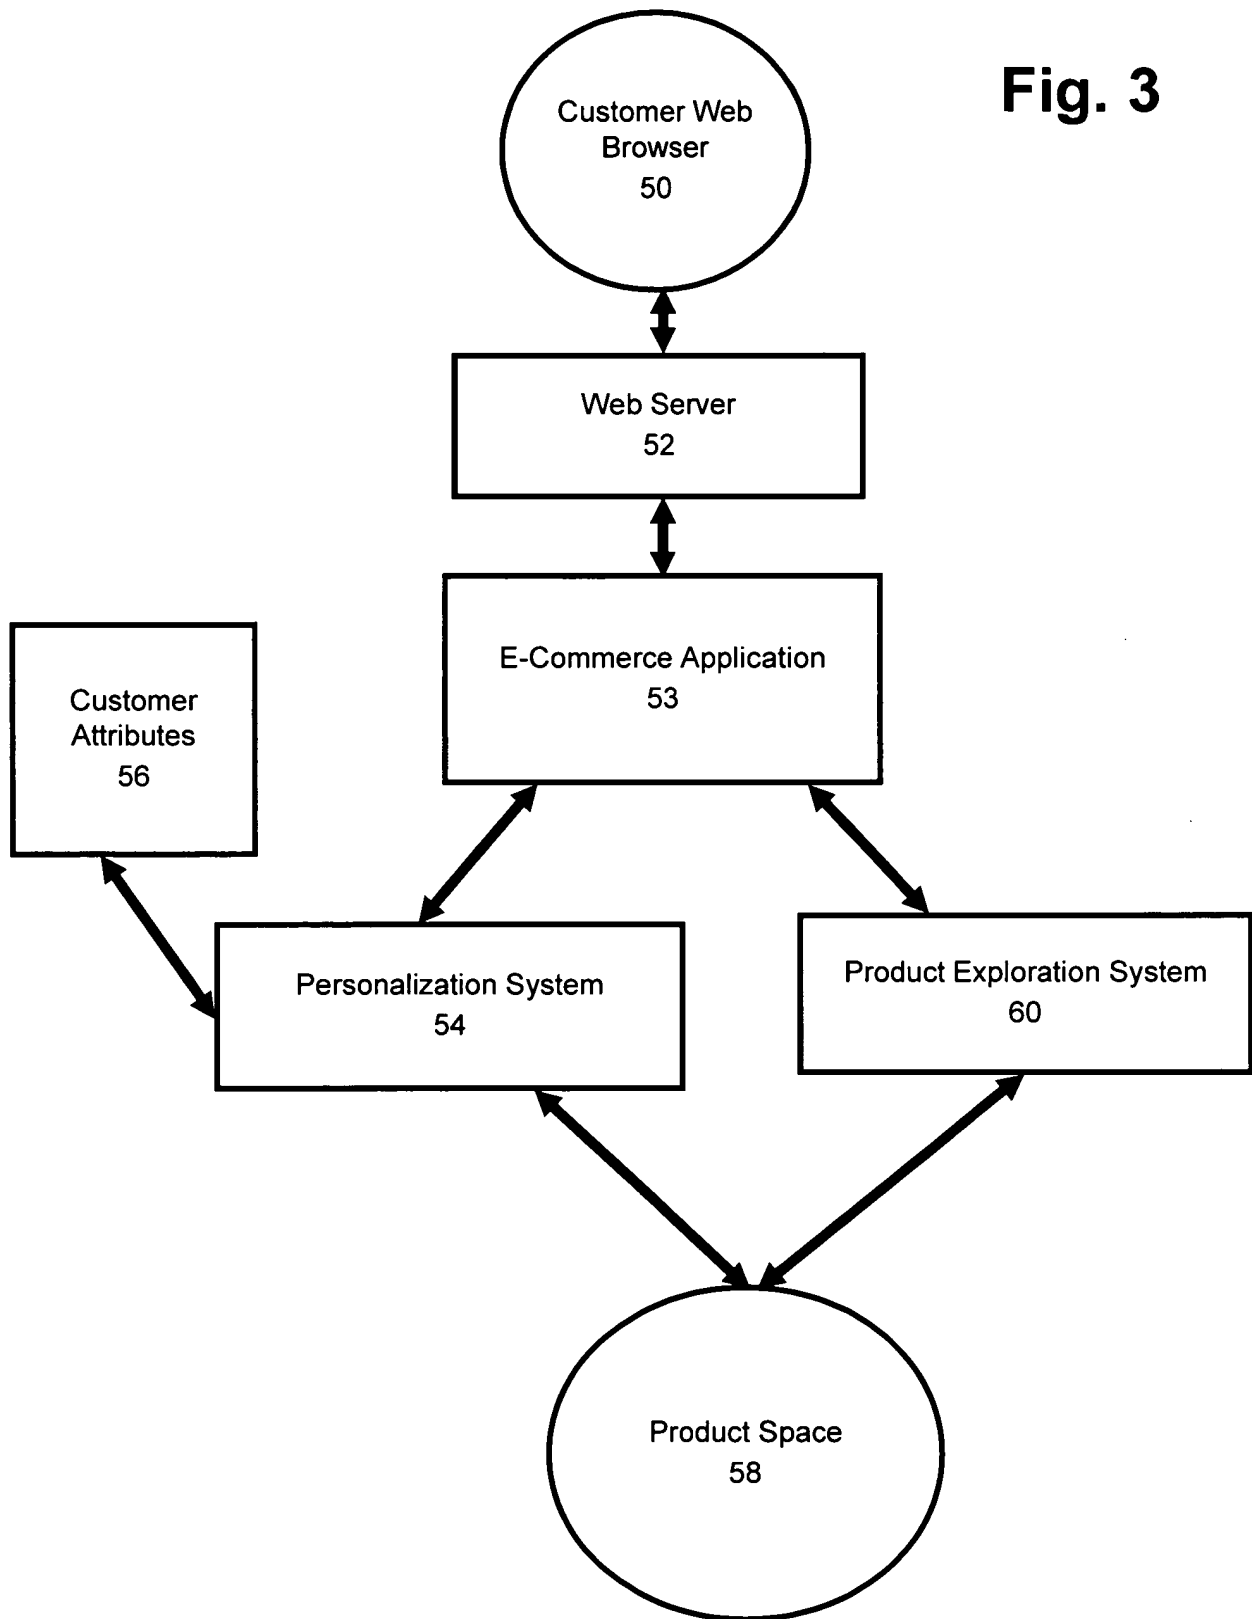 Fig. 3
Customer Web
Browser
50
Web Server
52
E-Commerce Application
53
Customer
Attributes
56
Personalization System
54
Product Exploration System
60
Product Space
58